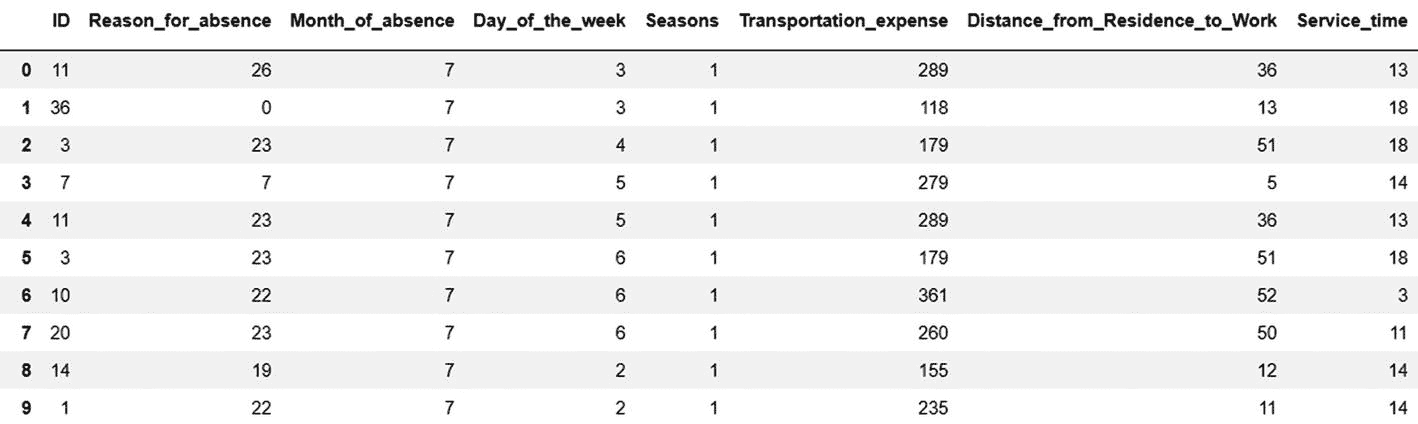 ID Reason_for_absence Month_of_absence Day_of_the_week Seasons Transportation_expense Distance_from_Residence_to_Work Service_time
0 11 26 7 3 1 289 36 13
1 36 0 7 3 1 118 13 18
2 3 23 7 4 1 179 51 18
3 7 7 7 5 1 279 5 14
4 11 23 7 5 1 289 36 13
5 3 23 7 6 1 179 51 18
6 10 22 7 6 1 361 52 3
7 20 23 7 6 1 260 50 11
8 14 19 7 2 1 155 12 14
9 1 22 7 2 1 235 11 14